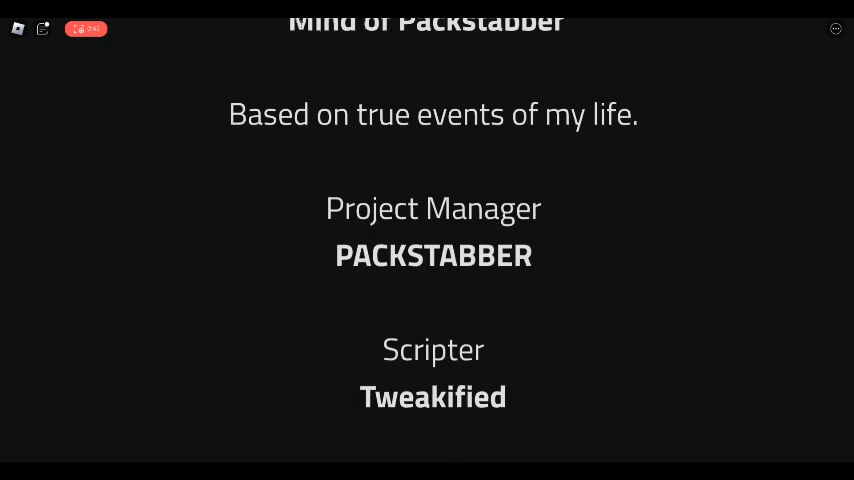 Mind of Packstabber
Based on true events of my life.
Project Manager
PACKSTABBER
Scripter
Tweakified